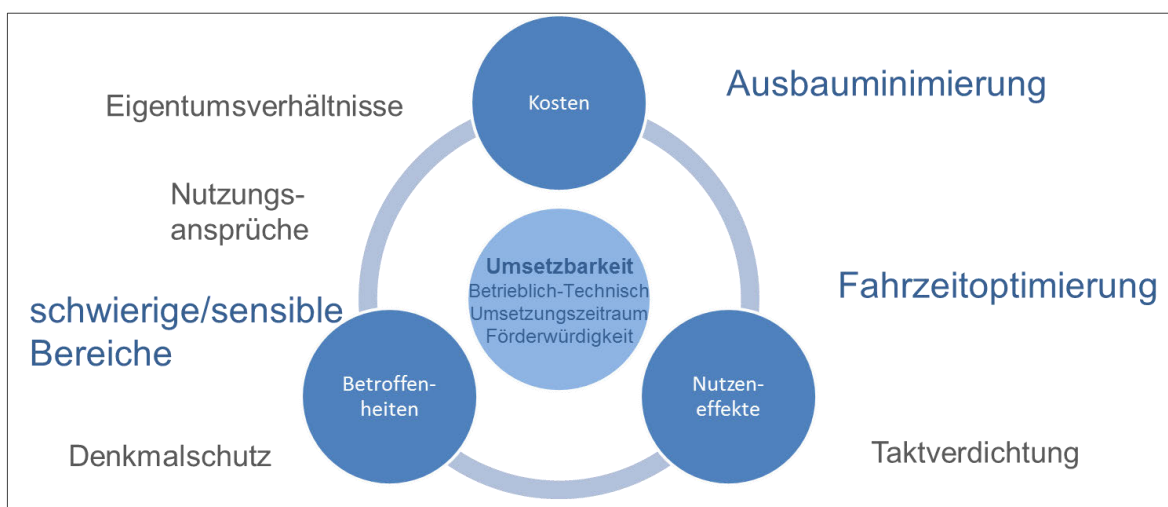 Kosten
Ausbauminimierung
Eigentumsverhältnisse
Nutzungs-
ansprüche
Umsetzbarkeit
Betrieblich-Technisch
Umsetzungszeitraum
Förderwürdigkeit
Fahrzeitoptimierung
schwierige/sensible
Bereiche
Betroffen-
heiten
Nutzen-
effekte
Denkmalschutz
Taktverdichtung